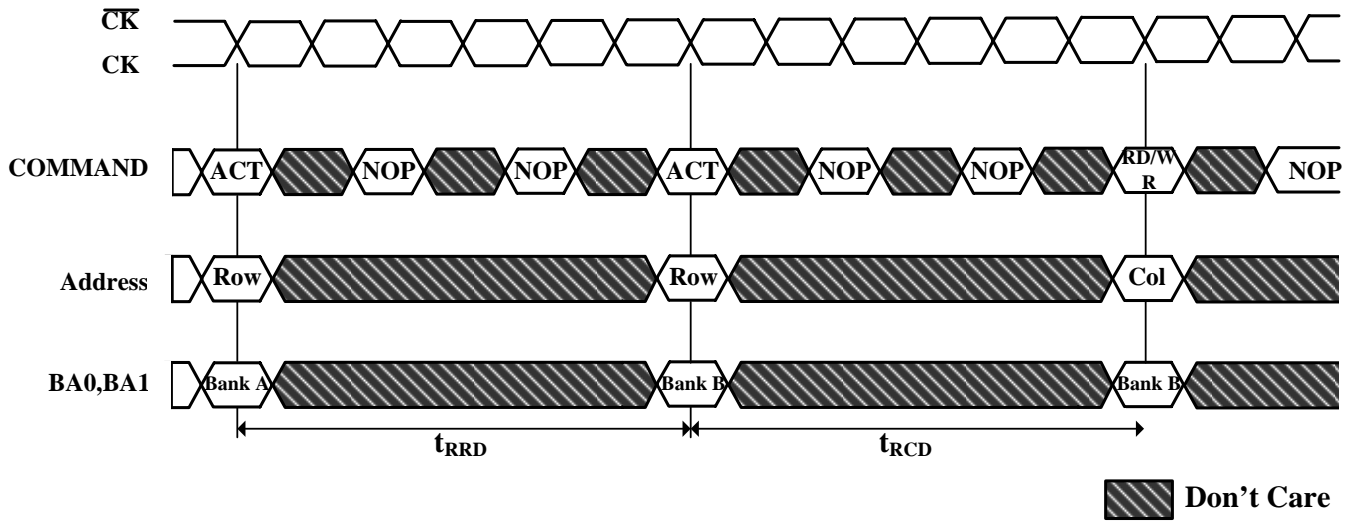 CK
CK
COMMAND ACT NOP NOP ACT NOP NOP RD/W NOP
R
Address Row Row Col
BA0,BA1 Bank A Bank B Bank B
tRRD tRCD
Don't Care